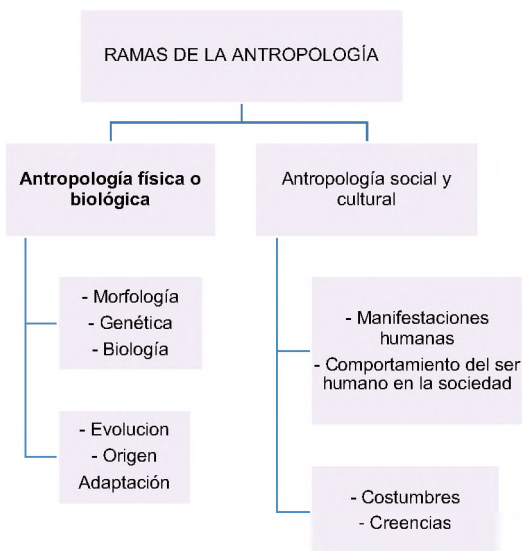 RAMAS DE LA ANTROPOLOGÍA
Antropología física o
biológica
- Morfología
- Genética
- Biología
- Evolucion
- Origen
Adaptación
Antropología social y
cultural
- Manifestaciones
humanas
- Comportamiento del ser
humano en la sociedad
- Costumbres
- Creencias